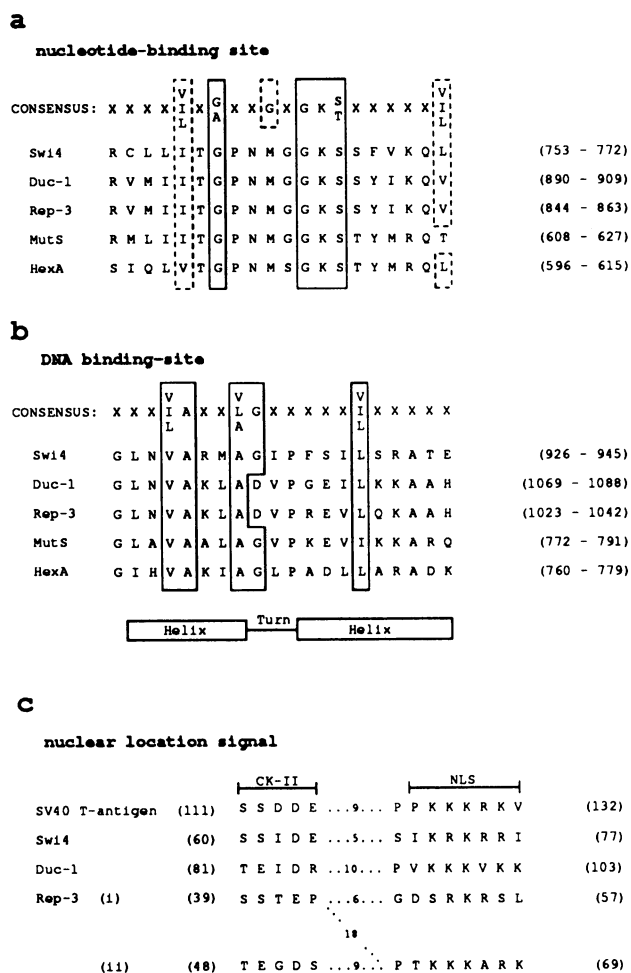 a
nucleotide-binding site
V
I
L
G
A
S
T
V
I
L
CONSENSUS: X X X X X X X G X G K X X X X X
Swi4 R C L L I T G P N M G G K S S F V K Q L (753 - 772)
Duc-1 R V M I I T G P N M G G K S S Y I K Q V (890 - 909)
Rep-3 R V M I I T G P N M G G K S S Y I K Q V (844 - 863)
MutS R M L I I T G P N M G G K S T Y M R Q T (608 - 627)
HexA S I Q L V T G P N M S G K S T Y M R Q L (596 - 615)
b
DNA binding-site
V
I
L
V
L
A
V
I
L
CONSENSUS: X X X A X X G X X X X X X X X X X
Swi4 G L N V A R M A G I P F S I L S R A T E (926 - 945)
Duc-1 G L N V A K L A D V P G E I L K K A A H (1069 - 1088)
Rep-3 G L N V A K L A D V P R E V L Q K A A H (1023 - 1042)
MutS G L A V A A L A G V P K E V I K K A R Q (772 - 791)
HexA G I H V A K I A G L P A D L L A R A D K (760 - 779)
Helix Turn Helix
c
nuclear location signal
CK-II NLS
SV40 T-antigen (111) S S D D E ...9... P P K K K R K V (132)
Swi4 (60) S S I D E ...5... S I K R K R R I (77)
Duc-1 (81) T E I D R ...10... P V K K K V K K (103)
Rep-3 (i) (39) S S T E P ...6... G D S R K R S L (57)
18
(ii) (48) T E G D S ...9... P T K K K A R K (69)